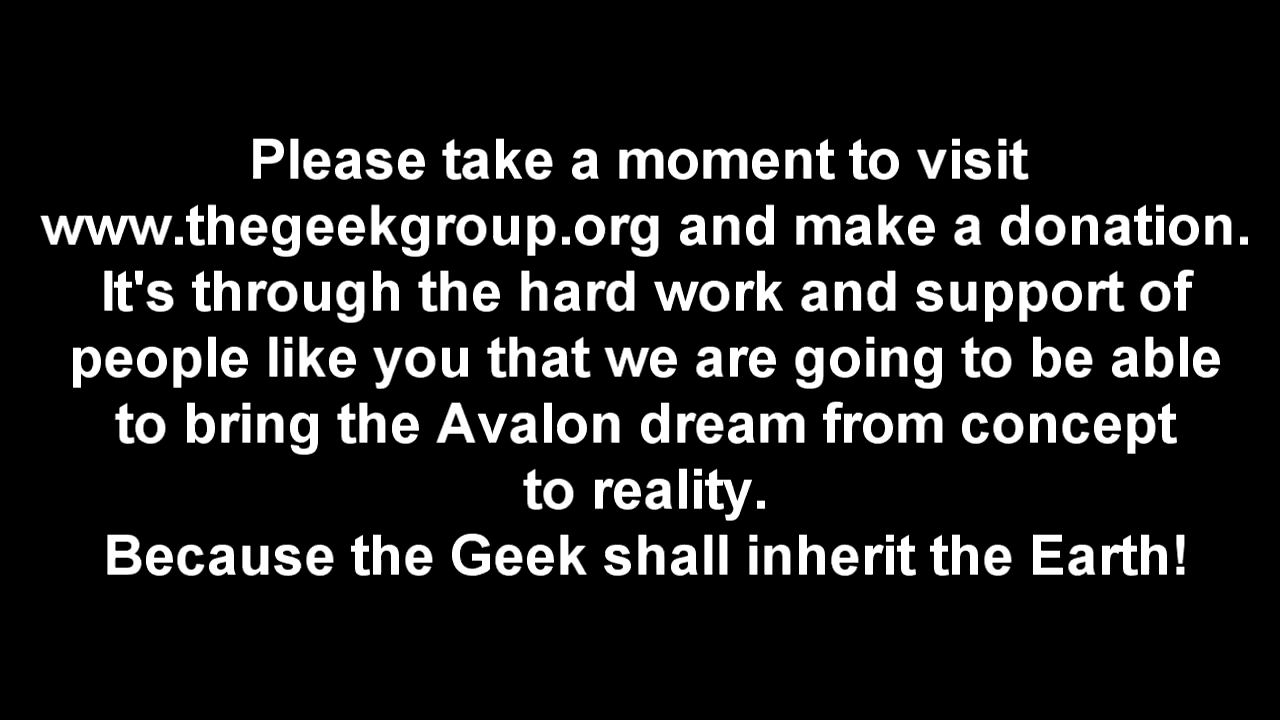 Please take a moment to visit
www.thegeekgroup.org and make a donation.
It's through the hard work and support of
people like you that we are going to be able
to bring the Avalon dream from concept
to reality.
Because the Geek shall inherit the Earth!